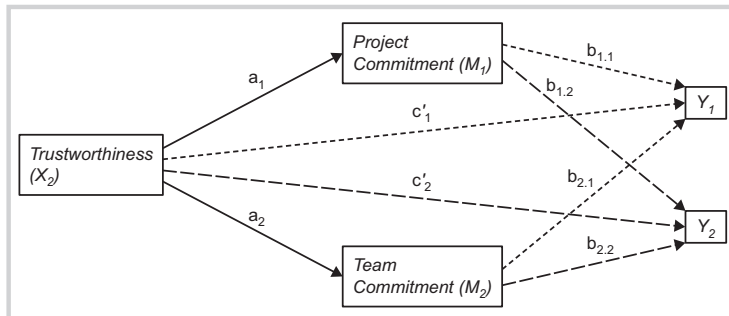 Project
Commitment (M₁)
b₁.₁
b₁.₂
a₁
c′₁
Y₁
Trustworthiness
(X₂)
b₂.₁
c′₂
Y₂
a₂
b₂.₂
Team
Commitment (M₂)